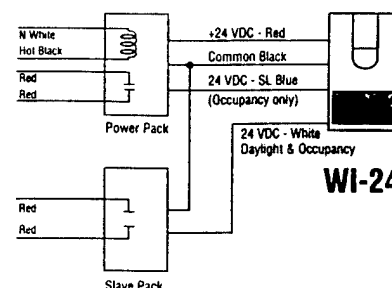 N White
Hot Black
Red
Red
Power Pack
+24 VDC - Red
Common Black
24 VDC - SL Blue
(Occupancy only)
24 VDC - White
Daylight & Occupancy
WI-24
Red
Red
Slave Pack